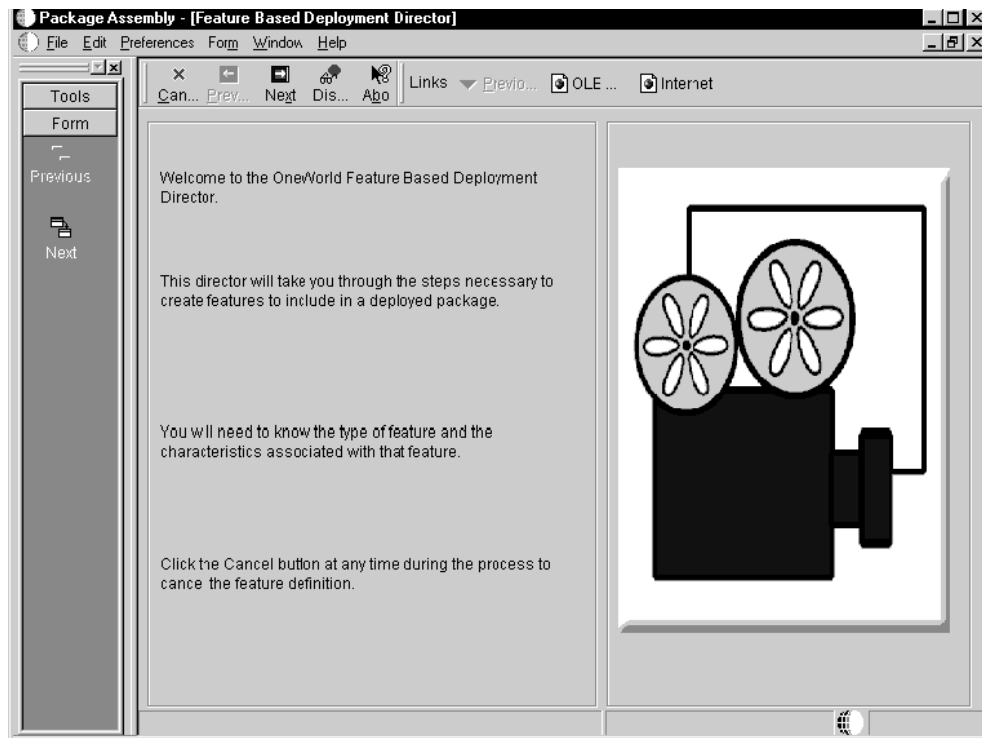 Package Assembly - [Feature Based Deployment Director]
File Edit Preferences Form Window Help
Can... Prev... Next Dis... Abo Links Previo... OLE ... Internet
Tools
Form
Previous
Next
Welcome to the OneWorld Feature Based Deployment
Director.
This director will take you through the steps necessary to
create features to include in a deployed package.
You will need to know the type of feature and the
characteristics associated with that feature.
Click the Cancel button at any time during the process to
cancel the feature definition.